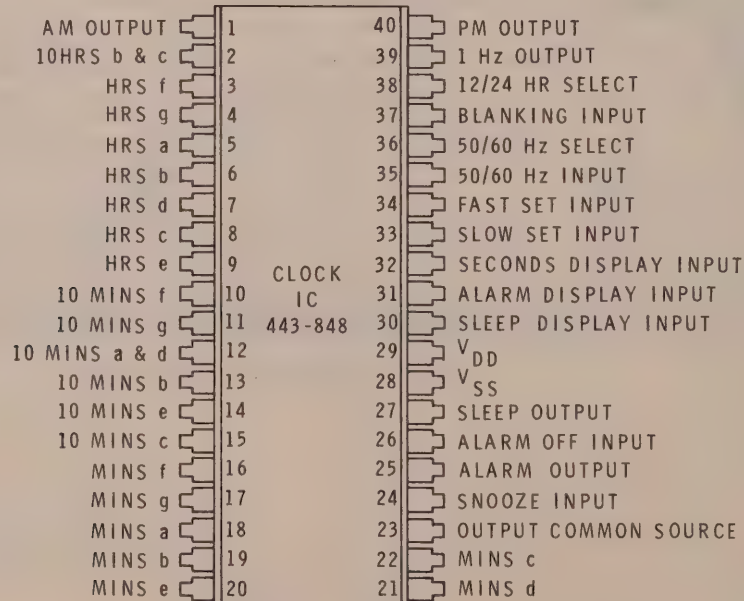 AM OUTPUT 1 40 PM OUTPUT
10HRS b & c 2 39 1 Hz OUTPUT
HRS f 3 38 12/24 HR SELECT
HRS g 4 37 BLANKING INPUT
HRS a 5 36 50/60 Hz SELECT
HRS b 6 35 50/60 Hz INPUT
HRS d 7 34 FAST SET INPUT
HRS c 8 33 SLOW SET INPUT
HRS e 9 32 SECONDS DISPLAY INPUT
10 MINS f 10 31 ALARM DISPLAY INPUT
10 MINS g 11 30 SLEEP DISPLAY INPUT
10 MINS a & d 12 29 VDD
10 MINS b 13 28 VSS
10 MINS e 14 27 SLEEP OUTPUT
10 MINS c 15 26 ALARM OFF INPUT
MINS f 16 25 ALARM OUTPUT
MINS g 17 24 SNOOZE INPUT
MINS a 18 23 OUTPUT COMMON SOURCE
MINS b 19 22 MINS c
MINS e 20 21 MINS d
CLOCK
IC
443-848